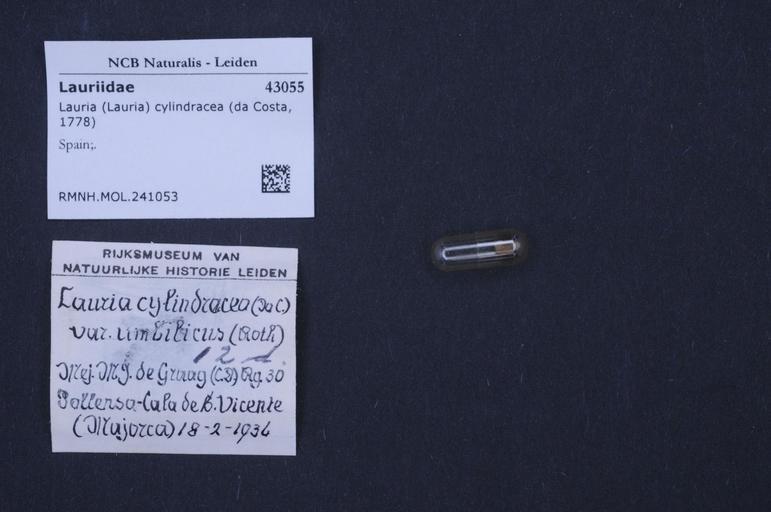 NCB Naturalis - Leiden
Lauriidae 43055
Lauria (Lauria) cylindracea (da Costa,
1778)
Spain;.
RMNH.MOL.241053
RIJKSMUSEUM VAN
NATUURLIJKE HISTORIE LEIDEN
Lauria cylindracea (Da C.)
var. umbilicus (Roth)
12 d.
Mej. M.J. de Graag (C.S.) Rg. 30
Pollensa-Cala de S. Vicente
(Majorca) 18-2-1934